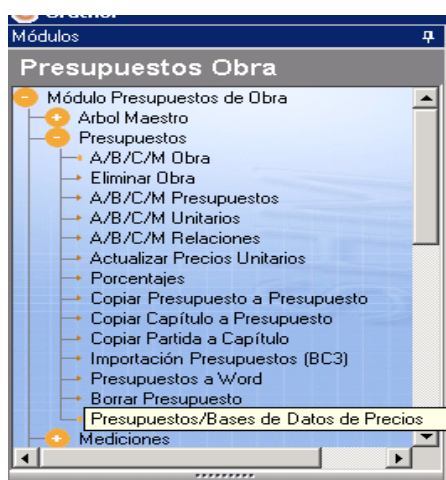 Módulos
Presupuestos Obra
Módulo Presupuestos de Obra
Arbol Maestro
Presupuestos
A/B/C/M Obra
Eliminar Obra
A/B/C/M Presupuestos
A/B/C/M Unitarios
A/B/C/M Relaciones
Actualizar Precios Unitarios
Porcentajes
Copiar Presupuesto a Presupuesto
Copiar Capítulo a Presupuesto
Copiar Partida a Capítulo
Importación Presupuestos (BC3)
Presupuestos a Word
Borrar Presupuesto
Presupuestos/Bases de Datos de Precios
Mediciones